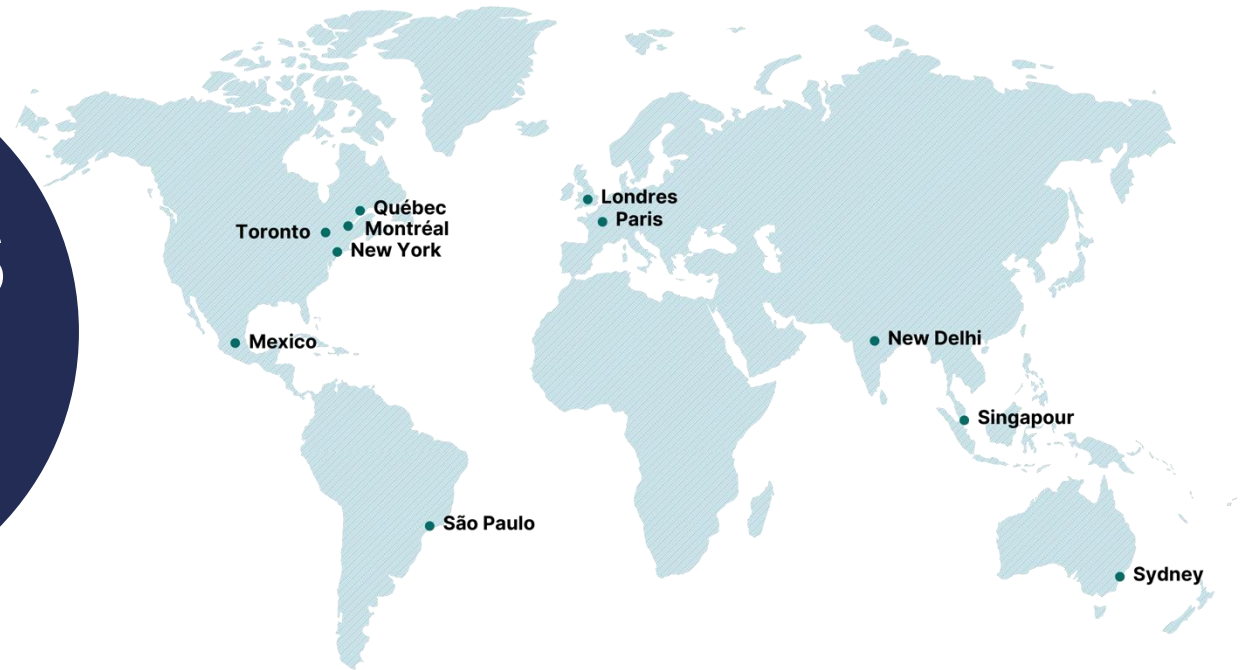 Londres
Québec
Paris
Montréal
Toronto
New York
New Delhi
Mexico
Singapour
São Paulo
Sydney